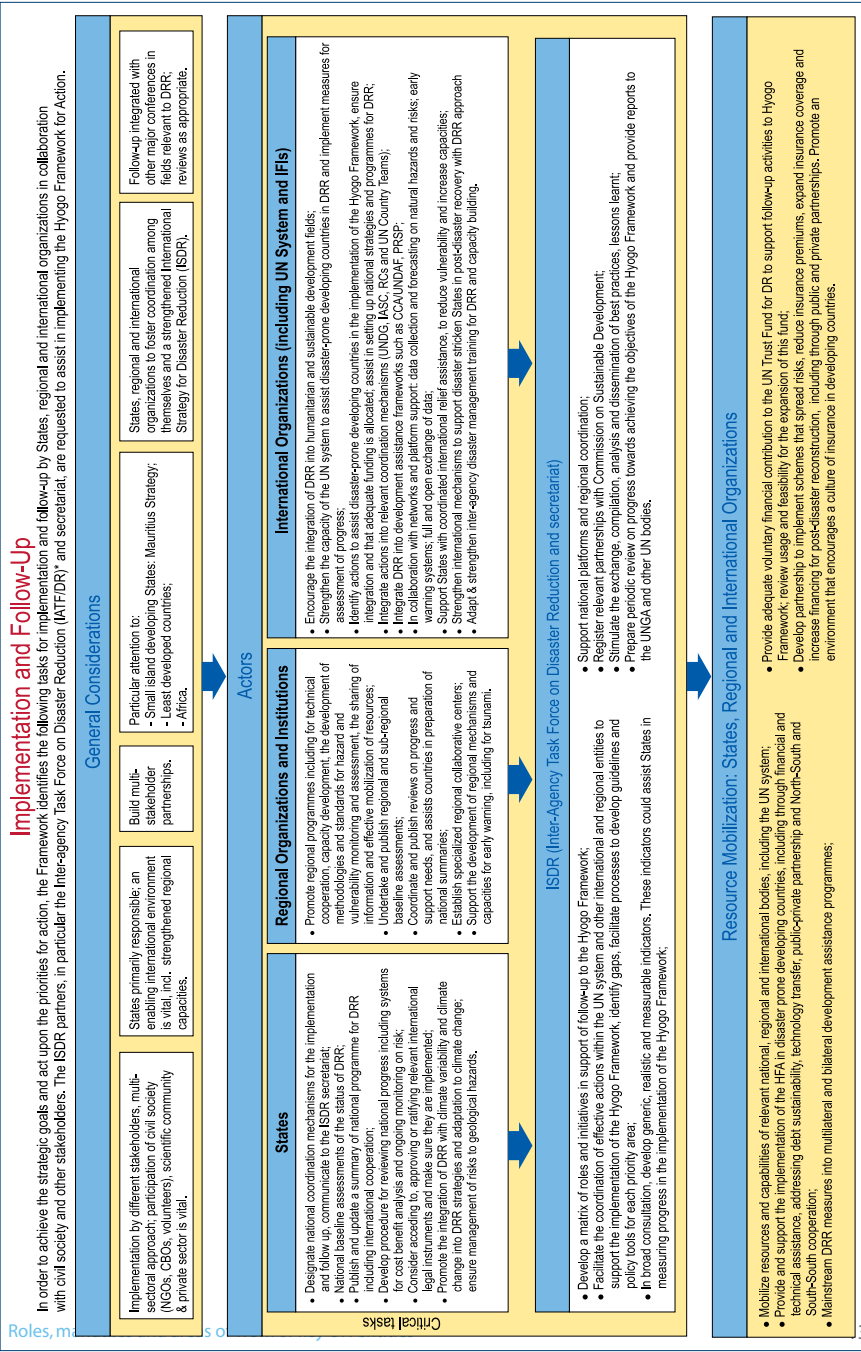 Implementation and Follow-Up
In order to achieve the strategic goals and act upon the priorities for action, the Framework identifies the following tasks for implementation and follow-up by States, regional and international organizations in collaboration
with civil society and other stakeholders. The ISDR partners, in particular the Inter-agency Task Force on Disaster Reduction (IATF/DR)* and secretariat, are requested to assist in implementing the Hyogo Framework for Action.
General Considerations
Implementation by different stakeholders, multi-
sectoral approach; participation of civil society
(NGOs, CBOs, volunteers), scientific community
& private sector is vital.
States primarily responsible; an
enabling international environment
is vital, incl. strengthened regional
capacities.
Build multi-
stakeholder
partnerships.
Particular attention to:
- Small island developing States: Mauritius Strategy;
- Least developed countries;
- Africa.
States, regional and international
organizations to foster coordination among
themselves and a strengthened International
Strategy for Disaster Reduction (ISDR).
Follow-up integrated with
other major conferences in
fields relevant to DRR;
reviews as appropriate.
Actors
Critical tasks
States
• Designate national coordination mechanisms for the implementation
and follow up, communicate to the ISDR secretariat;
• National baseline assessments of the status of DRR;
• Publish and update a summary of national programme for DRR
including international cooperation;
• Develop procedure for reviewing national progress including systems
for cost benefit analysis and ongoing monitoring on risk;
• Consider acceding to, approving or ratifying relevant international
legal instruments and make sure they are implemented;
• Promote the integration of DRR with climate variability and climate
change into DRR strategies and adaptation to climate change;
ensure management of risks to geological hazards.
Regional Organizations and Institutions
• Promote regional programmes including for technical
cooperation, capacity development, the development of
methodologies and standards for hazard and
vulnerability monitoring and assessment, the sharing of
information and effective mobilization of resources;
• Undertake and publish regional and sub-regional
baseline assessments;
• Coordinate and publish reviews on progress and
support needs, and assists countries in preparation of
national summaries;
• Establish specialized regional collaborative centers;
• Support the development of regional mechanisms and
capacities for early warning, including for tsunami.
International Organizations (including UN System and IFIs)
• Encourage the integration of DRR into humanitarian and sustainable development fields;
• Strengthen the capacity of the UN system to assist disaster-prone developing countries in DRR and implement measures for
assessment of progress;
• Identify actions to assist disaster-prone developing countries in the implementation of the Hyogo Framework, ensure
integration and that adequate funding is allocated; assist in setting up national strategies and programmes for DRR;
• Integrate actions into relevant coordination mechanisms (UNDG, IASC, RCs and UN Country Teams);
• Integrate DRR into development assistance frameworks such as CCA/UNDAF, PRSP;
• In collaboration with networks and platform support: data collection and forecasting on natural hazards and risks; early
warning systems; full and open exchange of data;
• Support States with coordinated international relief assistance, to reduce vulnerability and increase capacities;
• Strengthen international mechanisms to support disaster stricken States in post-disaster recovery with DRR approach
• Adapt & strengthen inter-agency disaster management training for DRR and capacity building.
ISDR (Inter-Agency Task Force on Disaster Reduction and secretariat)
• Develop a matrix of roles and initiatives in support of follow-up to the Hyogo Framework;
• Facilitate the coordination of effective actions within the UN system and other international and regional entities to
support the implementation of the Hyogo Framework, identify gaps, facilitate processes to develop guidelines and
policy tools for each priority area;
• In broad consultation, develop generic, realistic and measurable indicators. These indicators could assist States in
measuring progress in the implementation of the Hyogo Framework;
• Support national platforms and regional coordination;
• Register relevant partnerships with Commission on Sustainable Development;
• Stimulate the exchange, compilation, analysis and dissemination of best practices, lessons learnt;
• Prepare periodic review on progress towards achieving the objectives of the Hyogo Framework and provide reports to
the UNGA and other UN bodies.
Resource Mobilization: States, Regional and International Organizations
• Mobilize resources and capabilities of relevant national, regional and international bodies, including the UN system;
• Provide and support the implementation of the HFA in disaster prone developing countries, including through financial and
technical assistance, addressing debt sustainability, technology transfer, public-private partnership and North-South and
South-South cooperation;
• Mainstream DRR measures into multilateral and bilateral development assistance programmes;
• Provide adequate voluntary financial contribution to the UN Trust Fund for DR to support follow-up activities to Hyogo
Framework; review usage and feasibility for the expansion of this fund;
• Develop partnership to implement schemes that spread risks, reduce insurance premiums, expand insurance coverage and
increase financing for post-disaster reconstruction, including through public and private partnerships. Promote an
environment that encourages a culture of insurance in developing countries.
Roles,